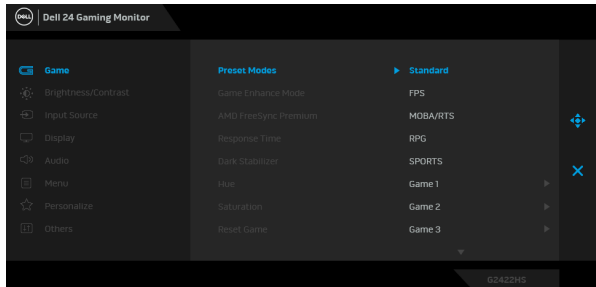 DELL
Dell 24 Gaming Monitor
Game
Brightness/Contrast
Input Source
Display
Audio
Menu
Personalize
Others
Preset Modes
Game Enhance Mode
AMD FreeSync Premium
Response Time
Dark Stabilizer
Hue
Saturation
Reset Game
Standard
FPS
MOBA/RTS
RPG
SPORTS
Game 1
Game 2
Game 3
G2422HS